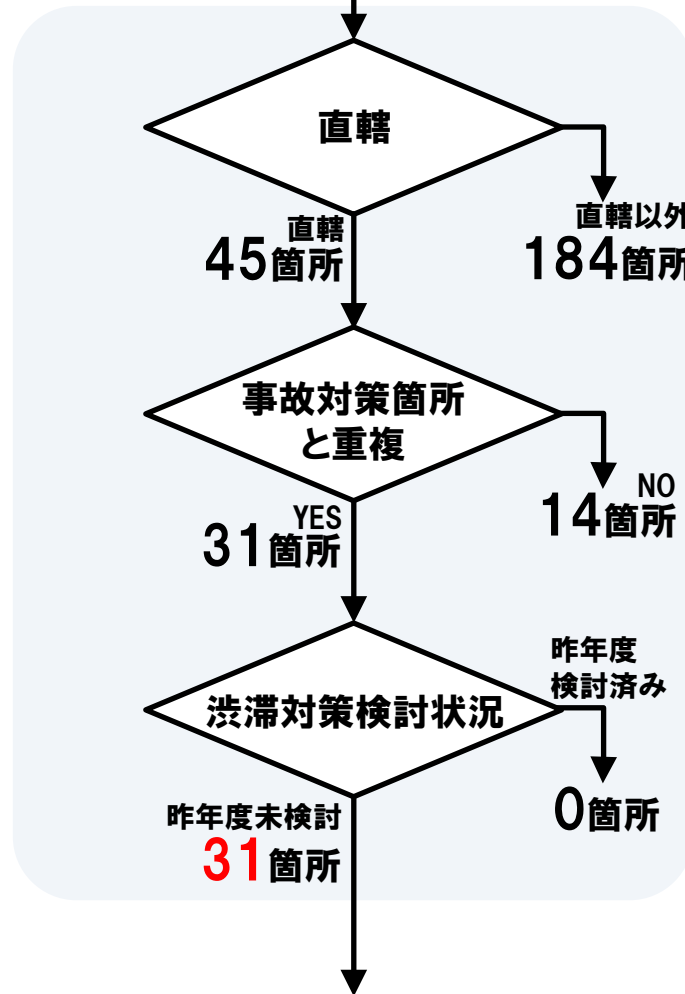 直轄
直轄
45箇所
直轄以外
184箇所
事故対策箇所
と重複
YES
31箇所
NO
14箇所
渋滞対策検討状況
昨年度
検討済み
0箇所
昨年度未検討
31箇所